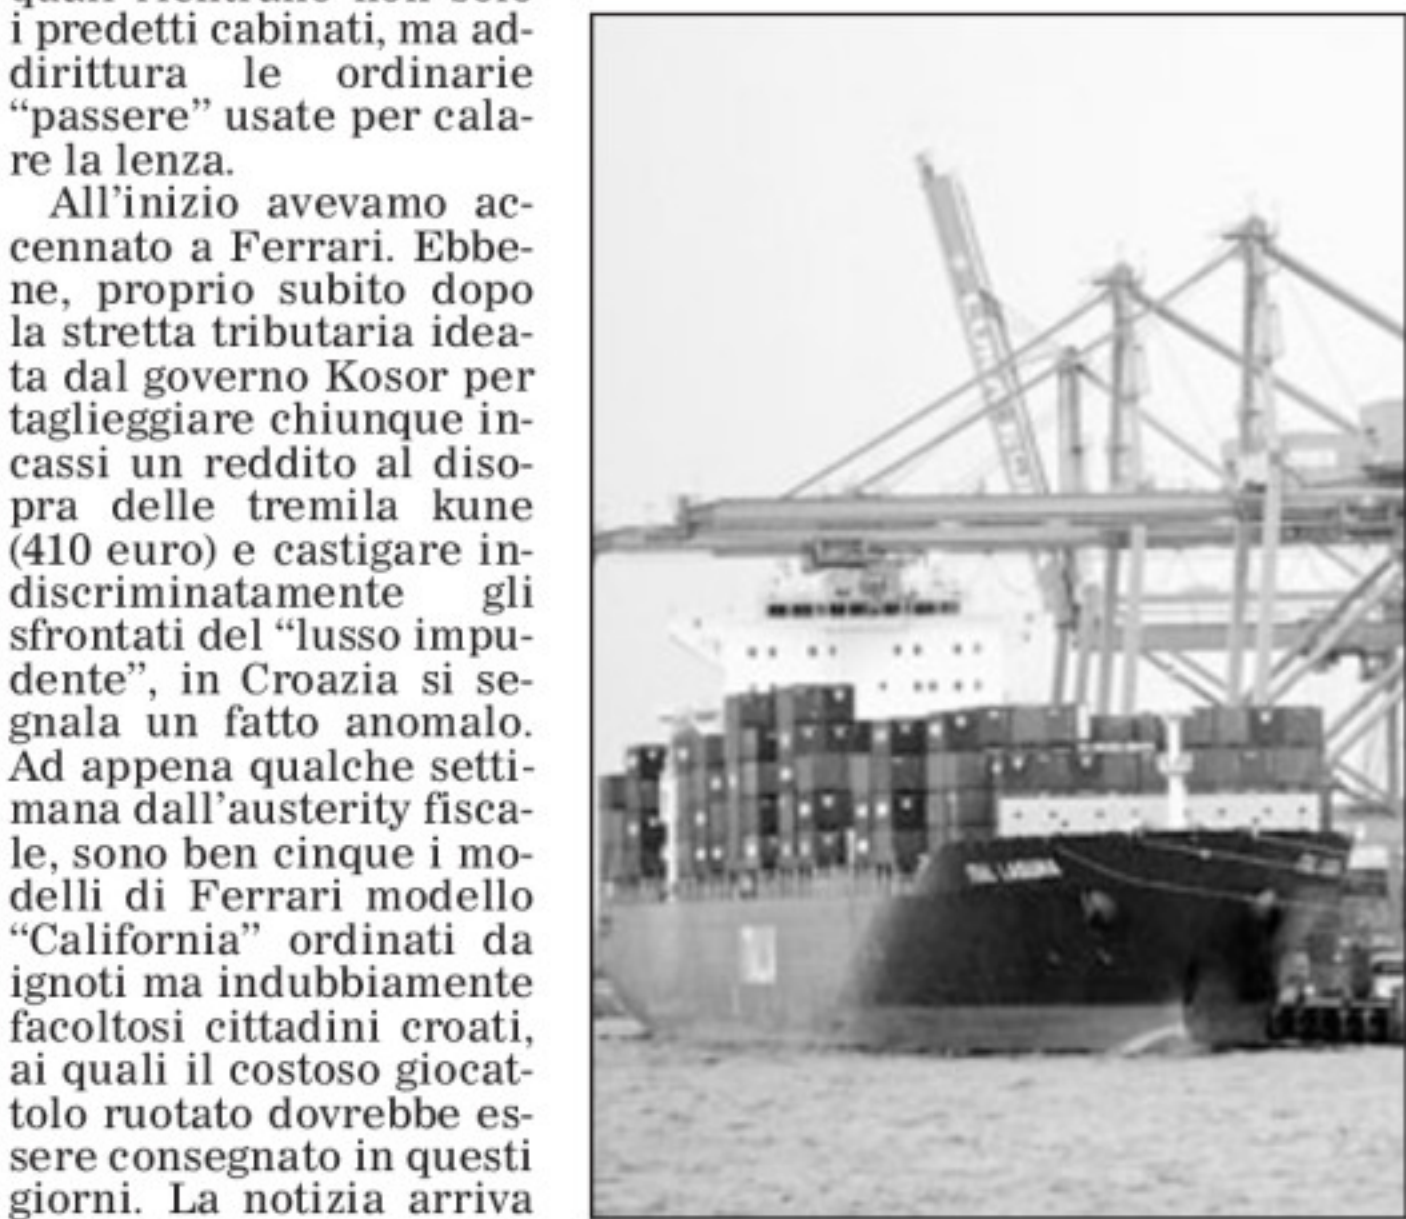 i predetti cabinati, ma ad-
dirittura le ordinarie
“passere” usate per cala-
re la lenza.
All’inizio avevamo ac-
cennato a Ferrari. Ebbe-
ne, proprio subito dopo
la stretta tributaria idea-
ta dal governo Kosor per
taglieggiare chiunque in-
cassi un reddito al diso-
pra delle tremila kune
(410 euro) e castigare in-
discriminatamente gli
sfrontati del “lusso impu-
dente”, in Croazia si se-
gnala un fatto anomalo.
Ad appena qualche setti-
mana dall’austerity fisca-
le, sono ben cinque i mo-
delli di Ferrari modello
“California” ordinati da
ignoti ma indubbiamente
facoltosi cittadini croati,
ai quali il costoso giocat-
tolo ruotato dovrebbe es-
sere consegnato in questi
giorni. La notizia arriva